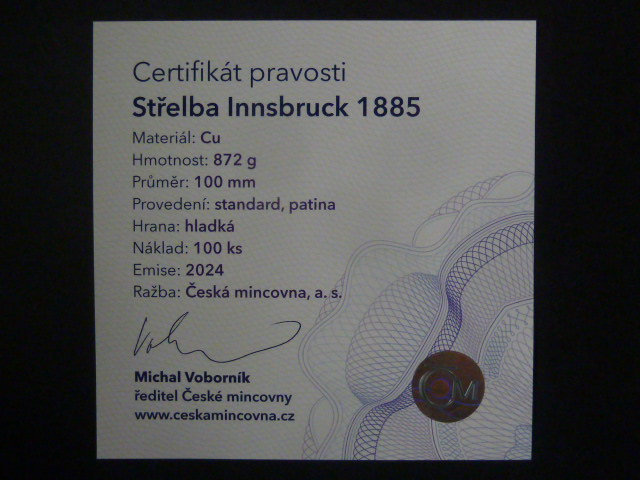 Certifikát pravosti
Střelba Innsbruck 1885
Materiál: Cu
Hmotnost: 872 g
Průměr: 100 mm
Provedení: standard, patina
Hrana: hladká
Náklad: 100 ks
Emise: 2024
Ražba: Česká mincovna, a. s.
Michal Voborník
ředitel České mincovny
www.ceskamincovna.cz
ČM